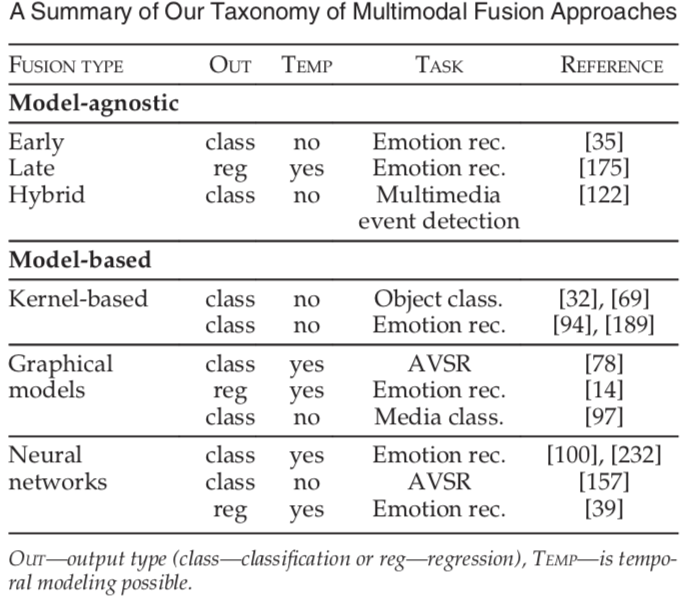 A Summary of Our Taxonomy of Multimodal Fusion Approaches
FUSION TYPE OUT TEMP TASK REFERENCE
Model-agnostic
Early class no Emotion rec. [35]
Late reg yes Emotion rec. [175]
Hybrid class no Multimedia [122]
event detection
Model-based
Kernel-based class no Object class. [32], [69]
class no Emotion rec. [94], [189]
Graphical class yes AVSR [78]
models reg yes Emotion rec. [14]
class no Media class. [97]
Neural class yes Emotion rec. [100], [232]
networks class no AVSR [157]
reg yes Emotion rec. [39]
OUT—output type (class—classification or reg—regression), TEMP—is tempo-
ral modeling possible.